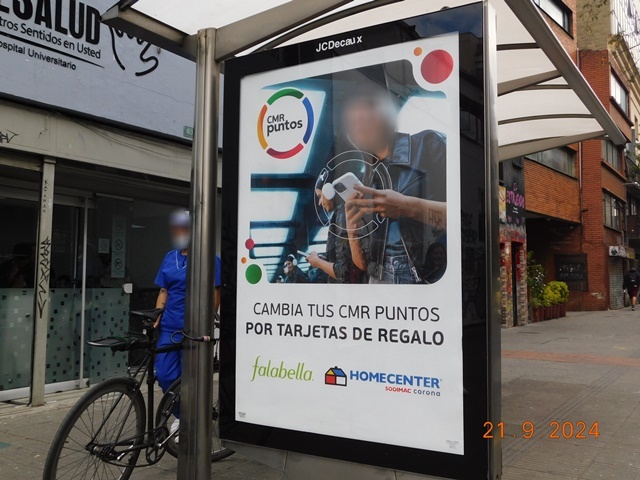 ESALUD
os Sentidos en Usted
ospital Universitario
JCDecaux
CMR
puntos
CAMBIA TUS CMR PUNTOS
POR TARJETAS DE REGALO
falabella.
HOMECENTER
SODIMAC corona
21 9 2024